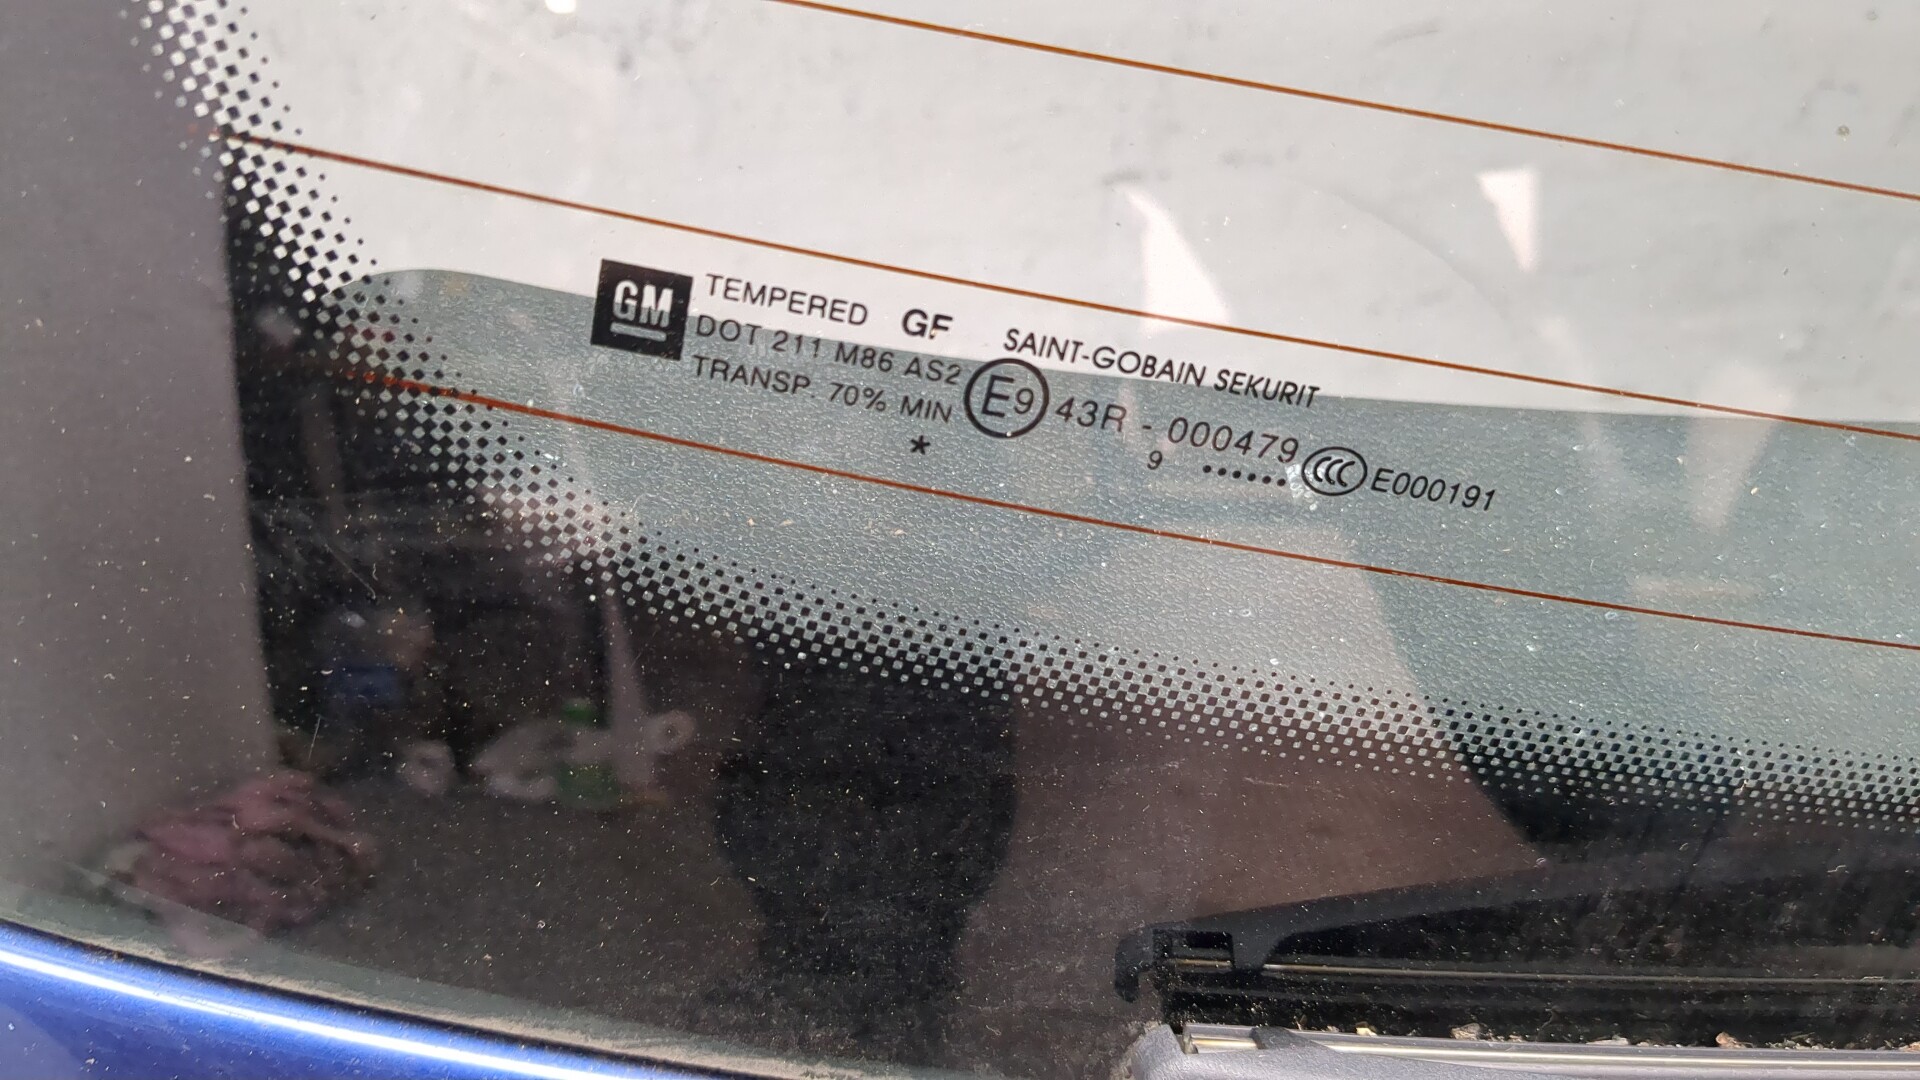 GM
TEMPERED GF SAINT-GOBAIN SEKURIT
DOT 211 M86 AS2 E9 43R - 000479 CCC E000191
TRANSP. 70% MIN
* 9 .......